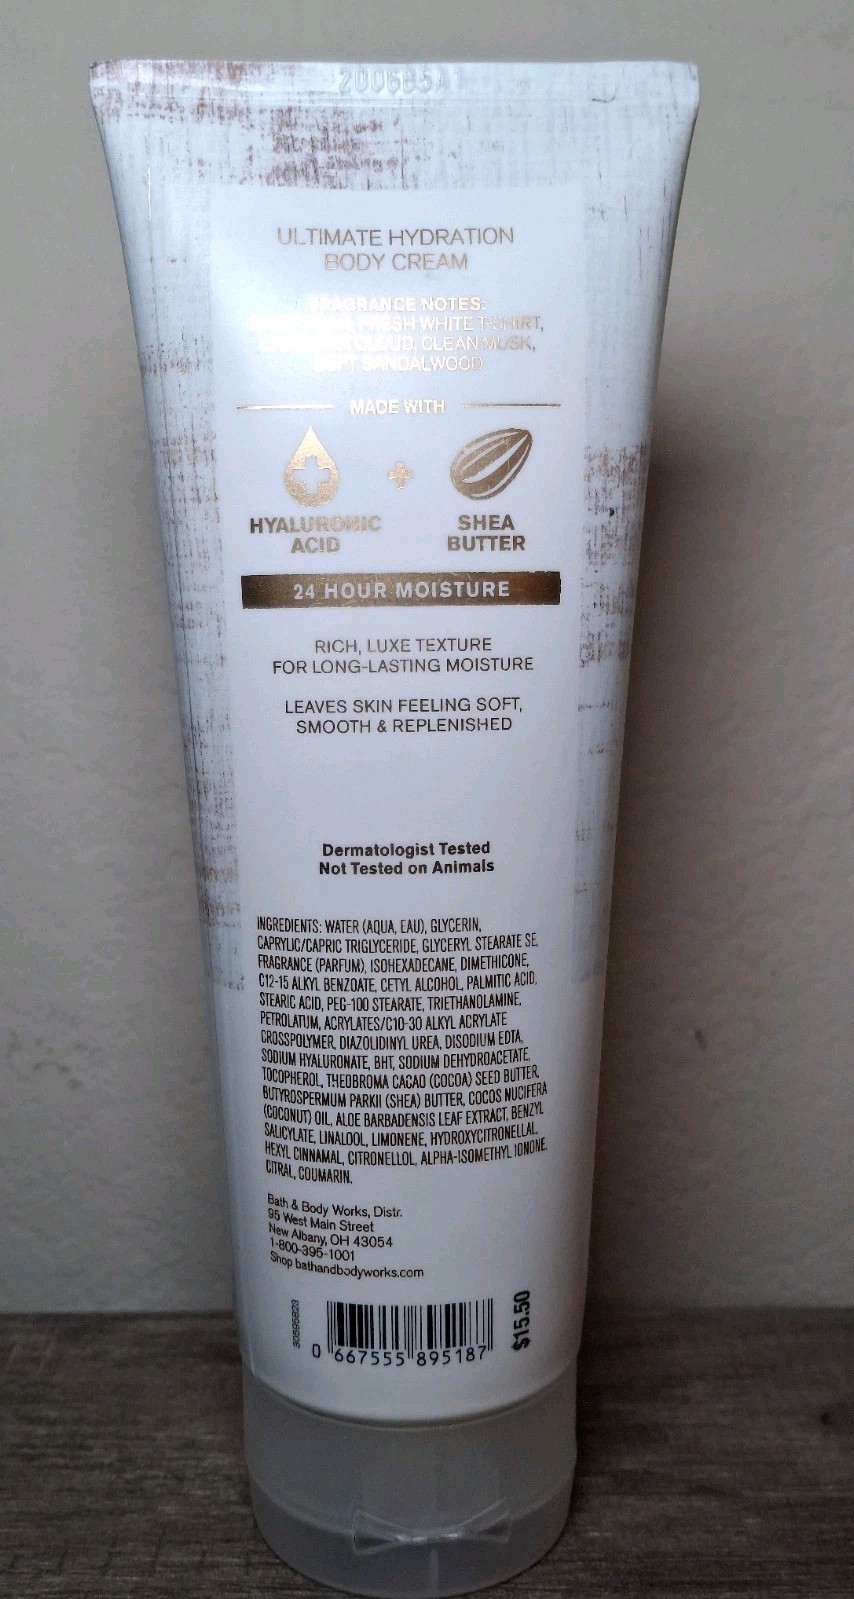 200685A1
ULTIMATE HYDRATION
BODY CREAM
FRAGRANCE NOTES:
FRESH WHITE T-SHIRT,
CLOUD, CLEAN MUSK,
SOFT SANDALWOOD
MADE WITH
HYALURONIC
ACID
+
SHEA
BUTTER
24 HOUR MOISTURE
RICH, LUXE TEXTURE
FOR LONG-LASTING MOISTURE
LEAVES SKIN FEELING SOFT,
SMOOTH & REPLENISHED
Dermatologist Tested
Not Tested on Animals
INGREDIENTS: WATER (AQUA, EAU), GLYCERIN,
CAPRYLIC/CAPRIC TRIGLYCERIDE, GLYCERYL STEARATE SE,
FRAGRANCE (PARFUM), ISOHEXADECANE, DIMETHICONE,
C12-15 ALKYL BENZOATE, CETYL ALCOHOL, PALMITIC ACID,
STEARIC ACID, PEG-100 STEARATE, TRIETHANOLAMINE,
PETROLATUM, ACRYLATES/C10-30 ALKYL ACRYLATE
CROSSPOLYMER, DIAZOLIDINYL UREA, DISODIUM EDTA,
SODIUM HYALURONATE, BHT, SODIUM DEHYDROACETATE,
TOCOPHEROL, THEOBROMA CACAO (COCOA) SEED BUTTER,
BUTYROSPERMUM PARKII (SHEA) BUTTER, COCOS NUCIFERA
(COCONUT) OIL, ALOE BARBADENSIS LEAF EXTRACT, BENZYL
SALICYLATE, LINALOOL, LIMONENE, HYDROXYCITRONELLAL,
HEXYL CINNAMAL, CITRONELLOL, ALPHA-ISOMETHYL IONONE,
CITRAL, COUMARIN.
Bath & Body Works, Distr.
95 West Main Street
New Albany, OH 43054
1-800-395-1001
Shop bathandbodyworks.com
0 667555 895187
$15.50